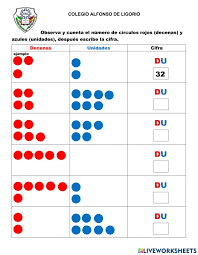 COLEGIO ALFONSO DE LIGORIO
Observa y cuenta el número de círculos rojos (decenas) y
azules (unidades), después escribe la cifra.
Decenas Unidades Cifra
ejemplo
DU
32
DU
DU
DU
DU
DU
LIVEWORKSHEETS